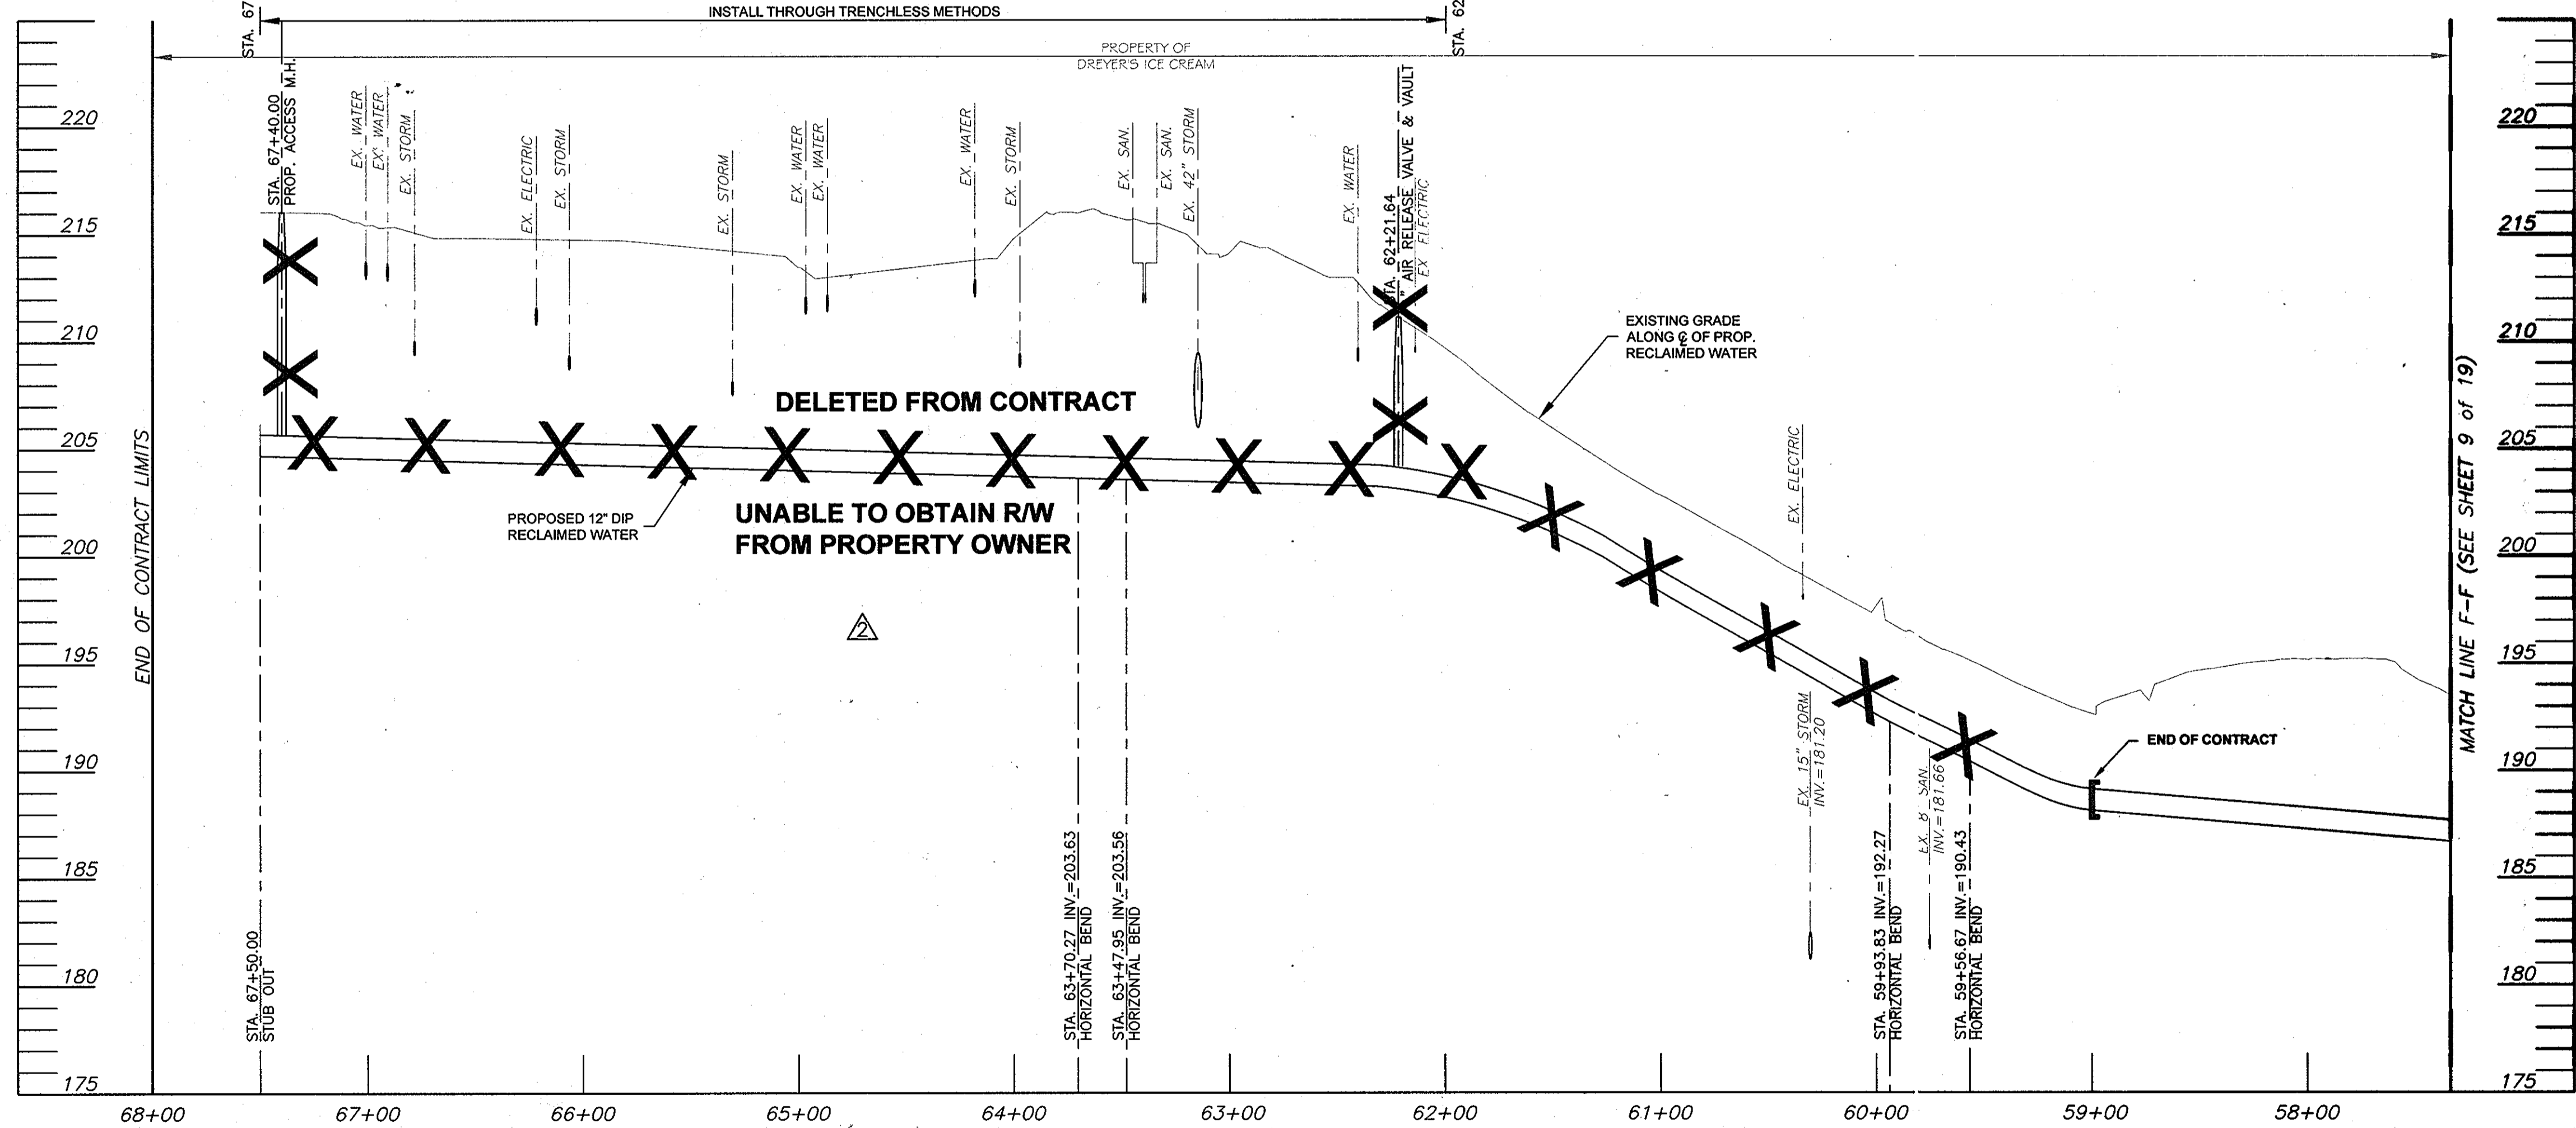 INSTALL THROUGH TRENCHLESS METHODS
STA. 67
STA. 62
PROPERTY OF
DREYER'S ICE CREAM
STA. 67+40.00
PROP. ACCESS M.H.
EX. WATER
EX. WATER
EX. STORM
EX. ELECTRIC
EX. STORM
EX. STORM
EX. WATER
EX. WATER
EX. WATER
EX. STORM
EX. SAN.
EX. SAN.
EX. 42" STORM
EX. WATER
STA. 62+21.64
" AIR RELEASE VALVE & VAULT
EX ELECTRIC
220
215
210
205
200
195
190
185
180
175
END OF CONTRACT LIMITS
EXISTING GRADE
ALONG ℄ OF PROP.
RECLAIMED WATER
DELETED FROM CONTRACT
PROPOSED 12" DIP
RECLAIMED WATER
UNABLE TO OBTAIN R/W
FROM PROPERTY OWNER
2
EX. ELECTRIC
EX. 15" STORM
INV.=181.20
EX. 8" SAN.
INV.=181.66
END OF CONTRACT
STA. 67+50.00
STUB OUT
STA. 63+70.27 INV.=203.63
HORIZONTAL BEND
STA. 63+47.95 INV.=203.56
HORIZONTAL BEND
STA. 59+93.83 INV.=192.27
HORIZONTAL BEND
STA. 59+56.67 INV.=190.43
HORIZONTAL BEND
MATCH LINE F-F (SEE SHEET 9 of 19)
220
215
210
205
200
195
190
185
180
175
68+00
67+00
66+00
65+00
64+00
63+00
62+00
61+00
60+00
59+00
58+00